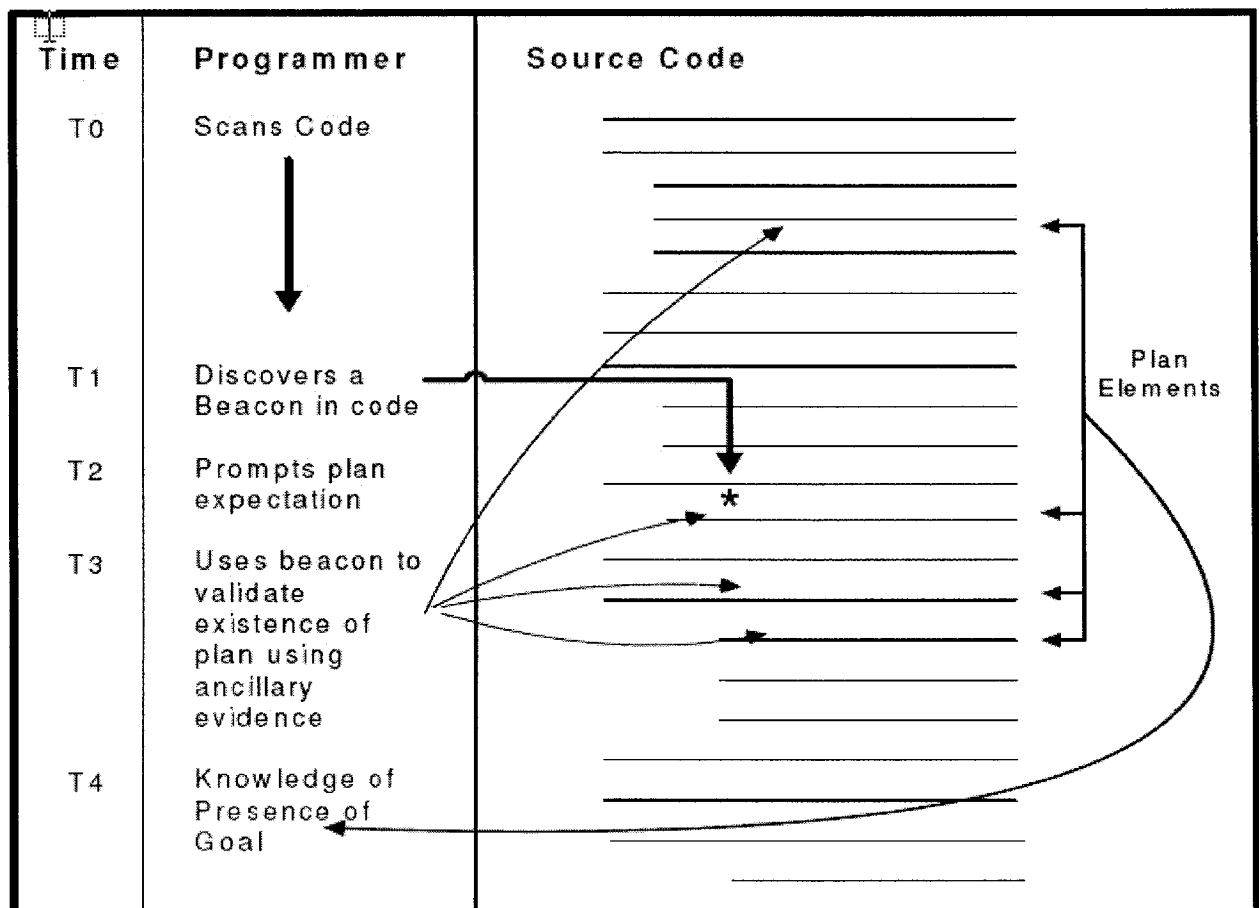 Time Programmer Source Code
T0 Scans Code
T1 Discovers a
Beacon in code
Plan
Elements
T2 Prompts plan
expectation
*
T3 Uses beacon to
validate
existence of
plan using
ancillary
evidence
T4 Knowledge of
Presence of
Goal